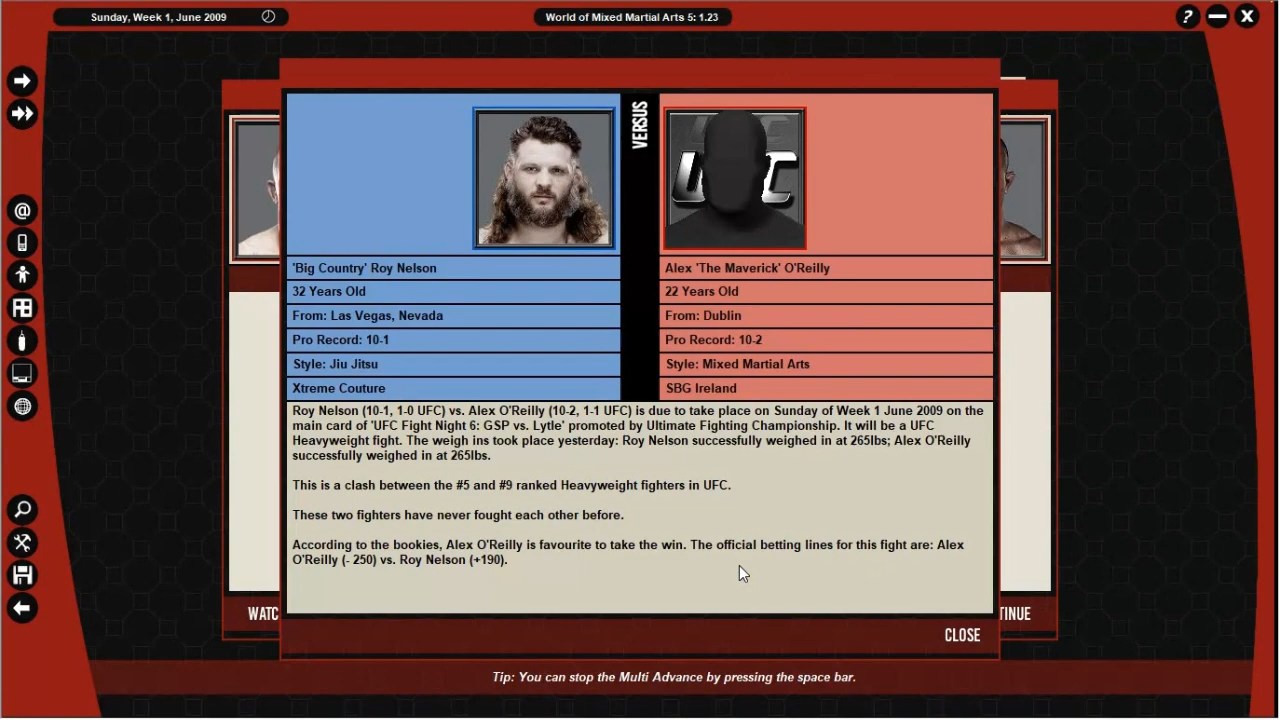 Sunday, Week 1, June 2009
World of Mixed Martial Arts 5: 1.23
?
X
VERSUS
'Big Country' Roy Nelson
Alex 'The Maverick' O'Reilly
32 Years Old
22 Years Old
From: Las Vegas, Nevada
From: Dublin
Pro Record: 10-1
Pro Record: 10-2
Style: Jiu Jitsu
Style: Mixed Martial Arts
Xtreme Couture
SBG Ireland
Roy Nelson (10-1, 1-0 UFC) vs. Alex O'Reilly (10-2, 1-1 UFC) is due to take place on Sunday of Week 1 June 2009 on the
main card of 'UFC Fight Night 6: GSP vs. Lytle' promoted by Ultimate Fighting Championship. It will be a UFC
Heavyweight fight. The weigh ins took place yesterday: Roy Nelson successfully weighed in at 265lbs; Alex O'Reilly
successfully weighed in at 265lbs.
This is a clash between the #5 and #9 ranked Heavyweight fighters in UFC.
These two fighters have never fought each other before.
According to the bookies, Alex O'Reilly is favourite to take the win. The official betting lines for this fight are: Alex
O'Reilly (- 250) vs. Roy Nelson (+190).
WATC
TINUE
CLOSE
Tip: You can stop the Multi Advance by pressing the space bar.